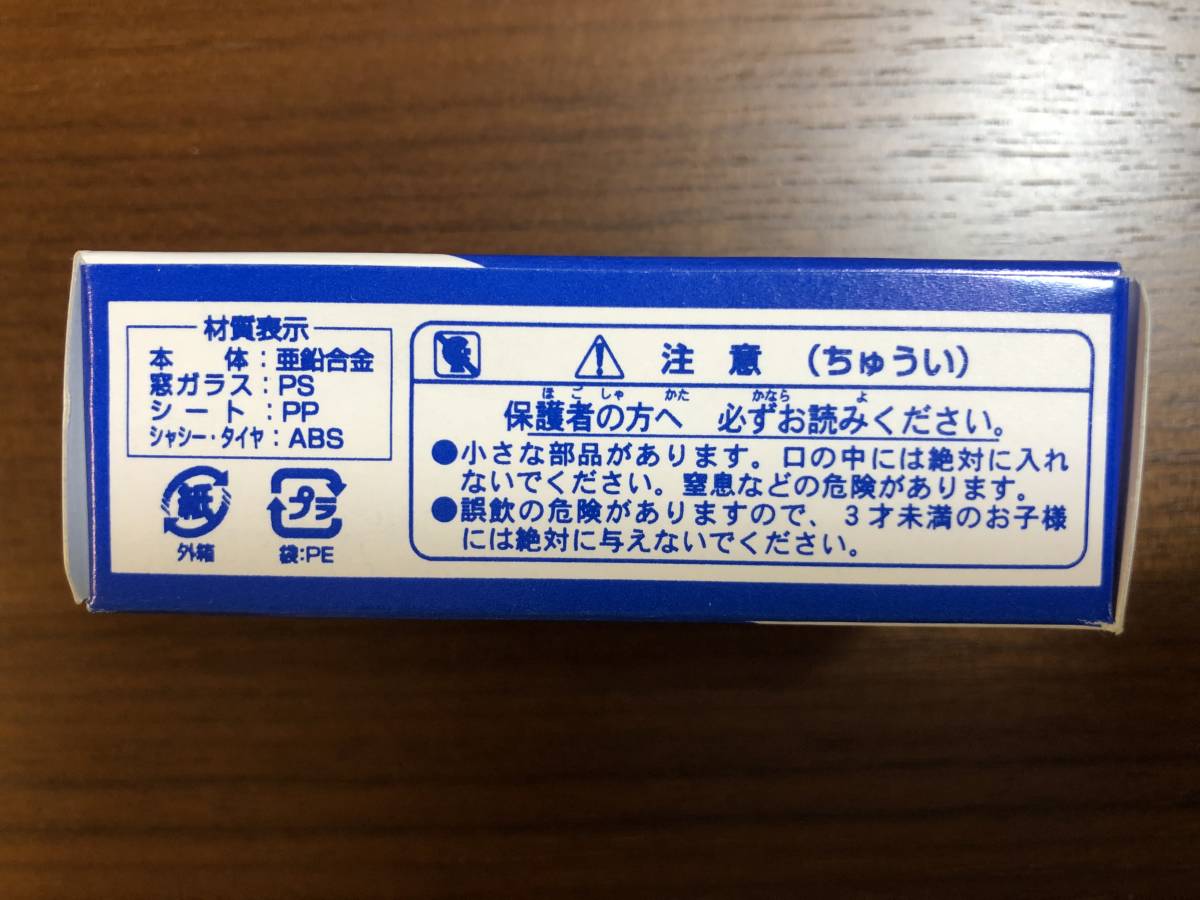 材質表示
本 体:亜鉛合金
窓ガラス:PS
シート:PP
シャシー・タイヤ:ABS
紙
外箱
プラ
袋:PE
注 意 (ちゅうい)
ほごしゃ かた かなら よ
保護者の方へ 必ずお読みください。
●小さな部品があります。口の中には絶対に入れ
ないでください。窒息などの危険があります。
●誤飲の危険がありますので、3才未満のお子様
には絶対に与えないでください。